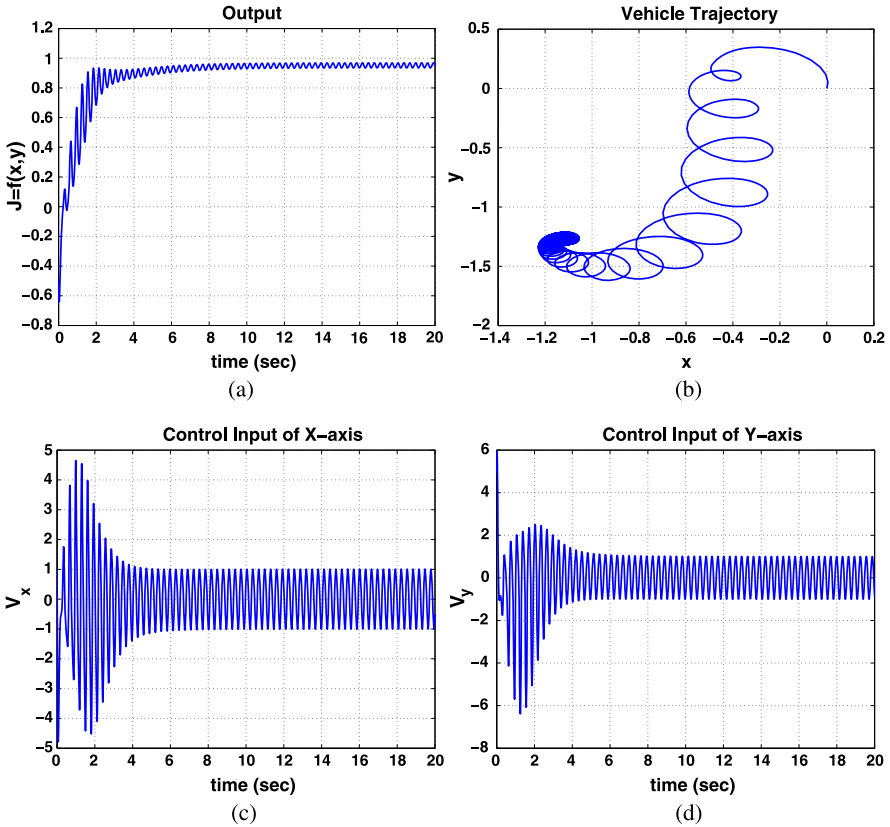 Output
J=f(x,y)
1.2
1
0.8
0.6
0.4
0.2
0
−0.2
−0.4
−0.6
−0.8
0 2 4 6 8 10 12 14 16 18 20
time (sec)
(a)
Vehicle Trajectory
y
0.5
0
−0.5
−1
−1.5
−2
−1.4 −1.2 −1 −0.8 −0.6 −0.4 −0.2 0 0.2
x
(b)
Control Input of X−axis
V_x
5
4
3
2
1
0
−1
−2
−3
−4
−5
0 2 4 6 8 10 12 14 16 18 20
time (sec)
(c)
Control Input of Y−axis
V_y
6
4
2
0
−2
−4
−6
−8
0 2 4 6 8 10 12 14 16 18 20
time (sec)
(d)